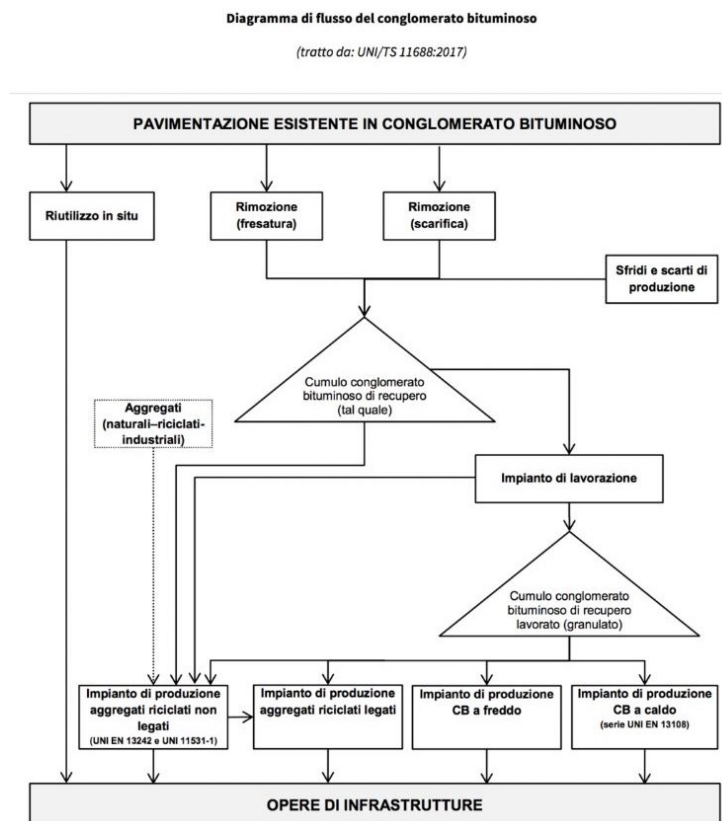 Diagramma di flusso del conglomerato bituminoso
(tratto da: UNI/TS 11688:2017)
PAVIMENTAZIONE ESISTENTE IN CONGLOMERATO BITUMINOSO
Riutilizzo in situ
Rimozione
(fresatura)
Rimozione
(scarifica)
Sfridi e scarti di
produzione
Cumulo conglomerato
bituminoso di recupero
(tal quale)
Aggregati
(naturali–riciclati-
industriali)
Impianto di lavorazione
Cumulo conglomerato
bituminoso di recupero
lavorato (granulato)
Impianto di produzione
aggregati riciclati non
legati
(UNI EN 13242 e UNI 11531-1)
Impianto di produzione
aggregati riciclati legati
Impianto di produzione
CB a freddo
Impianto di produzione
CB a caldo
(serie UNI EN 13108)
OPERE DI INFRASTRUTTURE